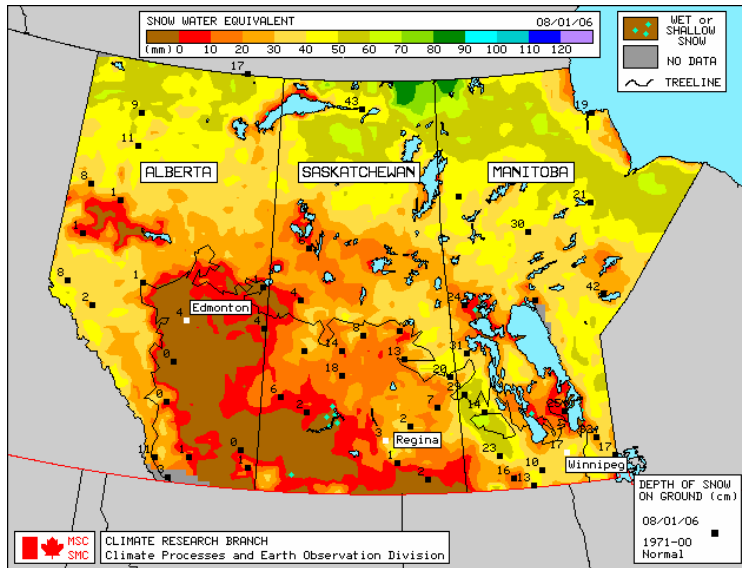 SNOW WATER EQUIVALENT 08/01/06
(mm) 0 10 20 30 40 50 60 70 80 90 100 110 120
WET or
SHALLOW
SNOW
NO DATA
TREELINE
17
43
9
19
11
ALBERTA SASKATCHEWAN MANITOBA
8
1
21
1
30
8
1
1
42
2
24
Edmonton
4
4
8
31
14
13
0
18
20
6
29
0
2
7
14
2
3
Regina
17
17
11
1
0
23
Winnipeg
3
1
1
10
2
16
13
DEPTH OF SNOW
ON GROUND (cm)
08/01/06
1971-00
Normal
MSC
SMC
CLIMATE RESEARCH BRANCH
Climate Processes and Earth Observation Division